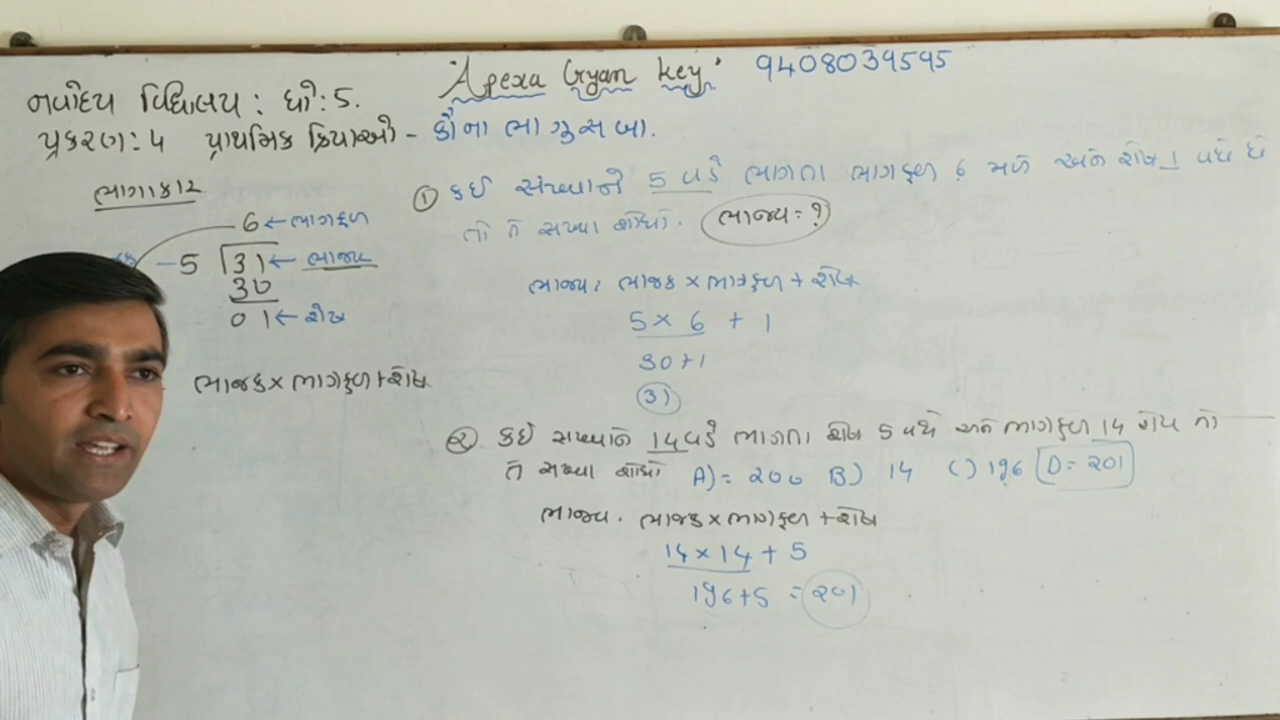 'Apexa Gyan Key' 9408039595
નવોદય વિદ્યાલય : ધો : 5.
પ્રકરણ : 4 પ્રાથમિક ક્રિયાઓ -
ભાગાકાર
6 ← ભાગફળ
5 31 ← ભાજ્ય
30
01 ← શેષ
ભાજક × ભાગફળ + શેષ
① કઈ સંખ્યાને 5 વડે ભાગતા ભાગફળ 6 મળે અને શેષ 1 વધે છે
તો તે સંખ્યા શોધો. ભાજ્ય = ?
ભાજ્ય = ભાજક × ભાગફળ + શેષ
5 × 6 + 1
30 + 1
31
② કઈ સંખ્યાને 14 વડે ભાગતા શેષ 5 વધે અને ભાગફળ 14 હોય તો
તે સંખ્યા શોધો A) = 200 B) 14 C) 196 D = 201
ભાજ્ય = ભાજક × ભાગફળ + શેષ
14 × 14 + 5
196 + 5 = 201